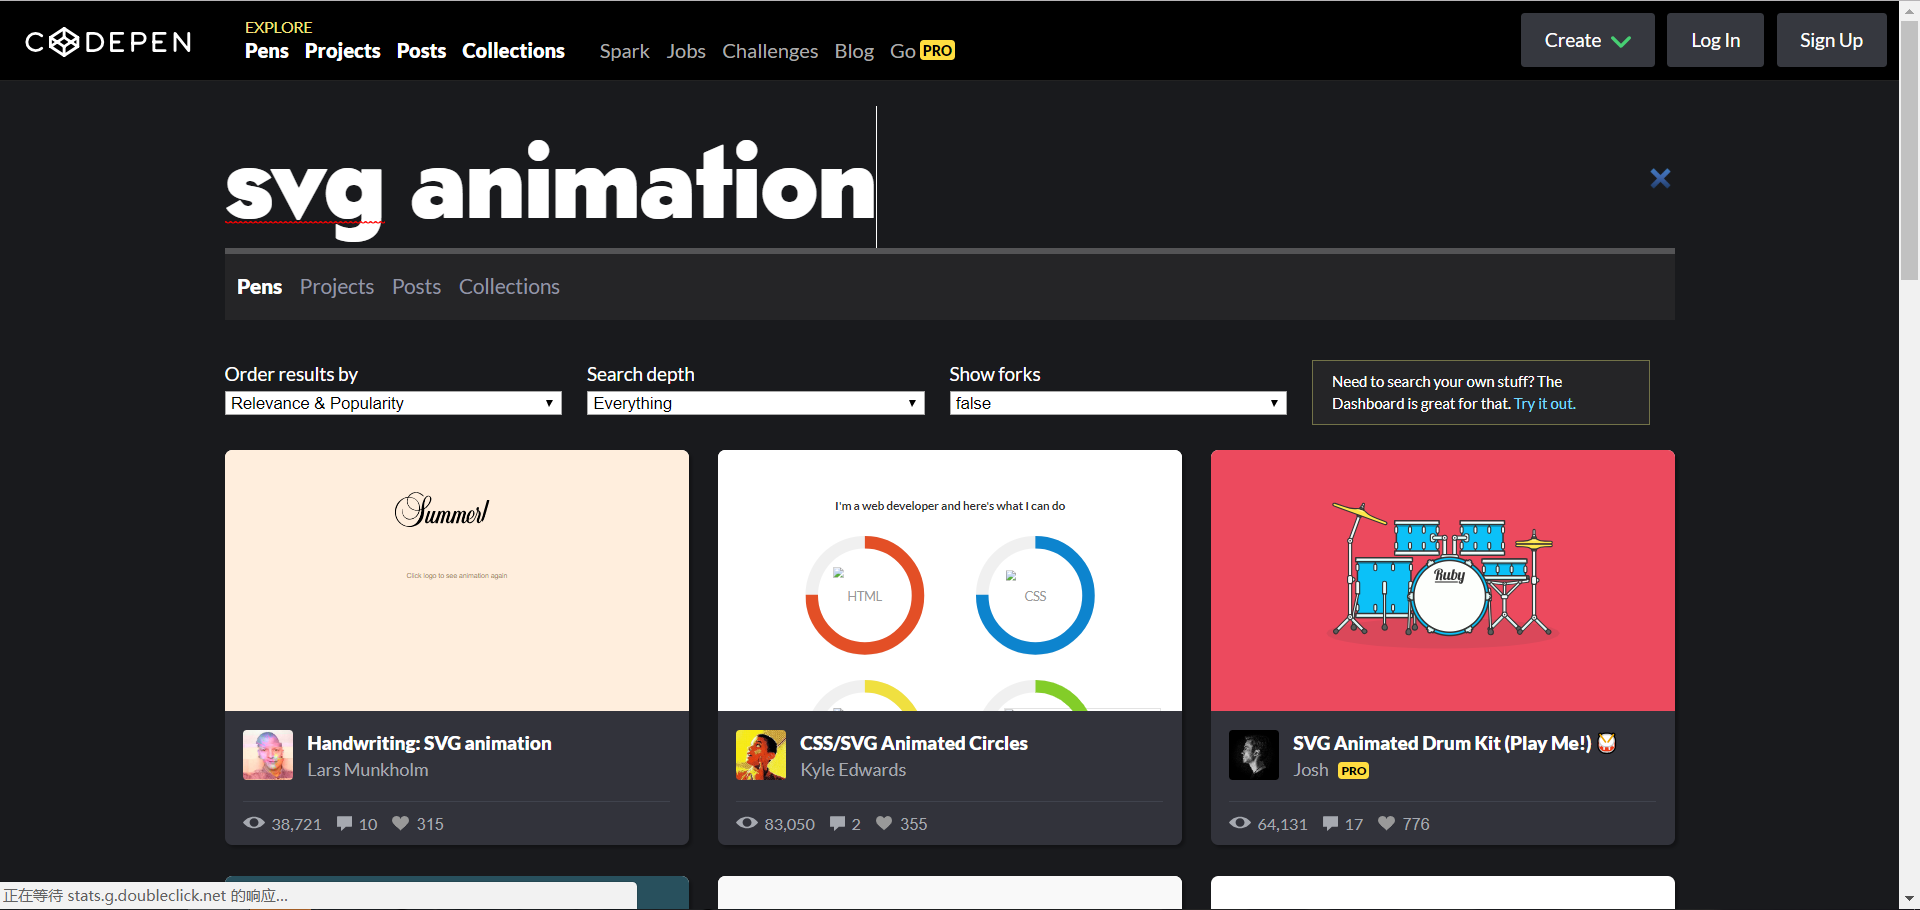 CODEPEN
EXPLORE
Pens Projects Posts Collections Spark Jobs Challenges Blog Go PRO
Create Log In Sign Up
svg animation
Pens Projects Posts Collections
Order results by
Relevance & Popularity
Search depth
Everything
Show forks
false
Need to search your own stuff? The
Dashboard is great for that. Try it out.
Summer!
Click logo to see animation again
Handwriting: SVG animation
Lars Munkholm
38,721 10 315
I'm a web developer and here's what I can do
HTML CSS
CSS/SVG Animated Circles
Kyle Edwards
83,050 2 355
Ruby
SVG Animated Drum Kit (Play Me!)
Josh PRO
64,131 17 776
正在等待 stats.g.doubleclick.net 的响应...